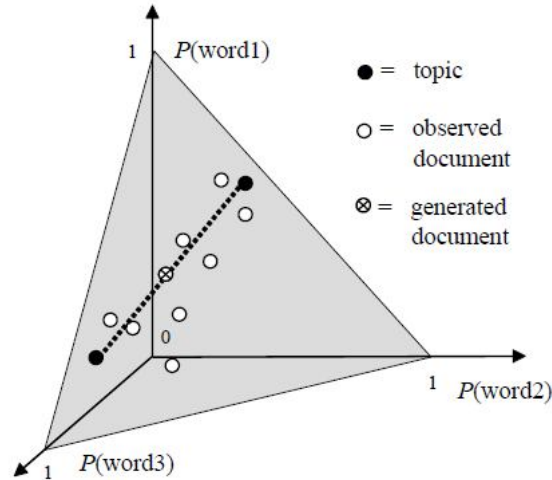 1
P(word1)
= topic
= observed
document
= generated
document
0
1
P(word2)
P(word3)
1